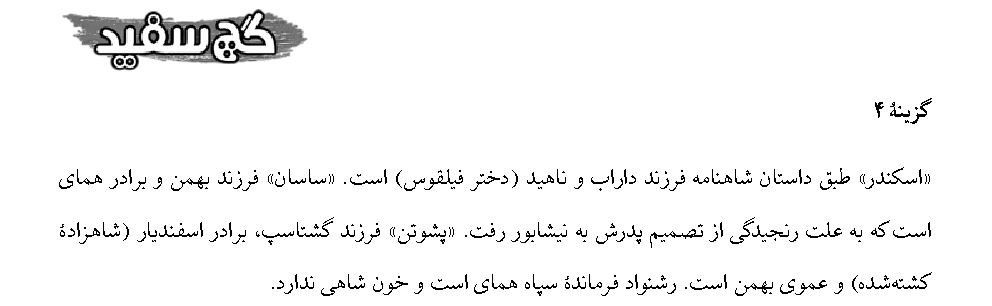 گچ سفید
گزینهٔ ۴
«اسکندر» طبق داستان شاهنامه فرزند داراب و ناهید (دختر فیلقوس) است. «ساسان» فرزند بهمن و برادر همای
است که به علت رنجیدگی از تصمیم پدرش به نیشابور رفت. «پشوتن» فرزند گشتاسپ، برادر اسفندیار (شاهزادهٔ
کشته‌شده) و عموی بهمن است. رشنواد فرماندهٔ سپاه همای است و خون شاهی ندارد.